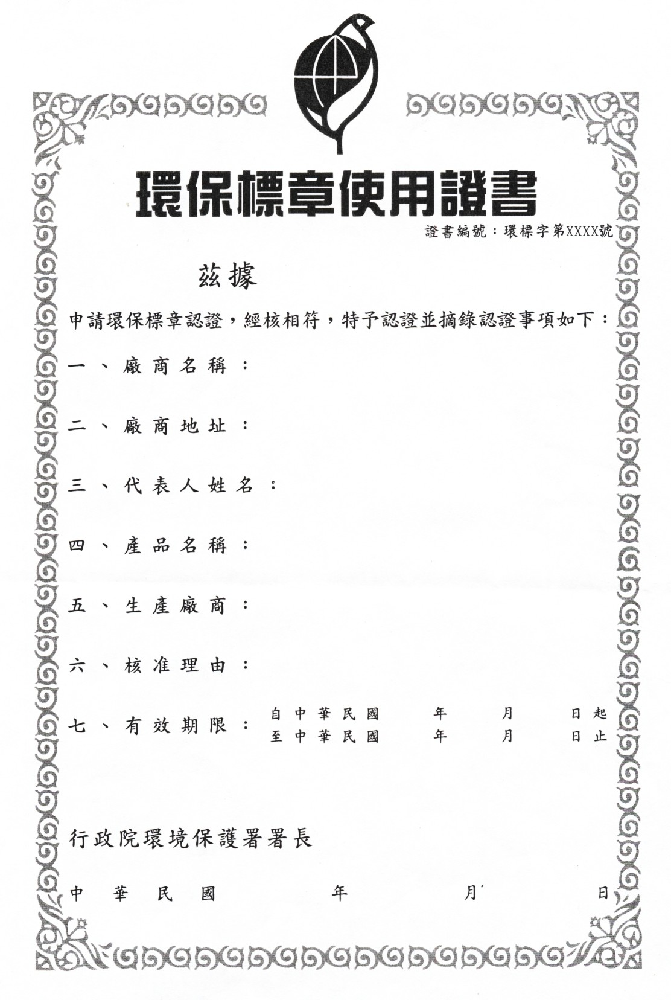 環保標章使用證書
證書編號：環標字第XXXX號
茲據
申請環保標章認證，經核相符，特予認證並摘錄認證事項如下：
一、廠商名稱：
二、廠商地址：
三、代表人姓名：
四、產品名稱：
五、生產廠商：
六、核准理由：
七、有效期限：自中華民國 年 月 日起
至中華民國 年 月 日止
行政院環境保護署署長
中華民國 年 月 日